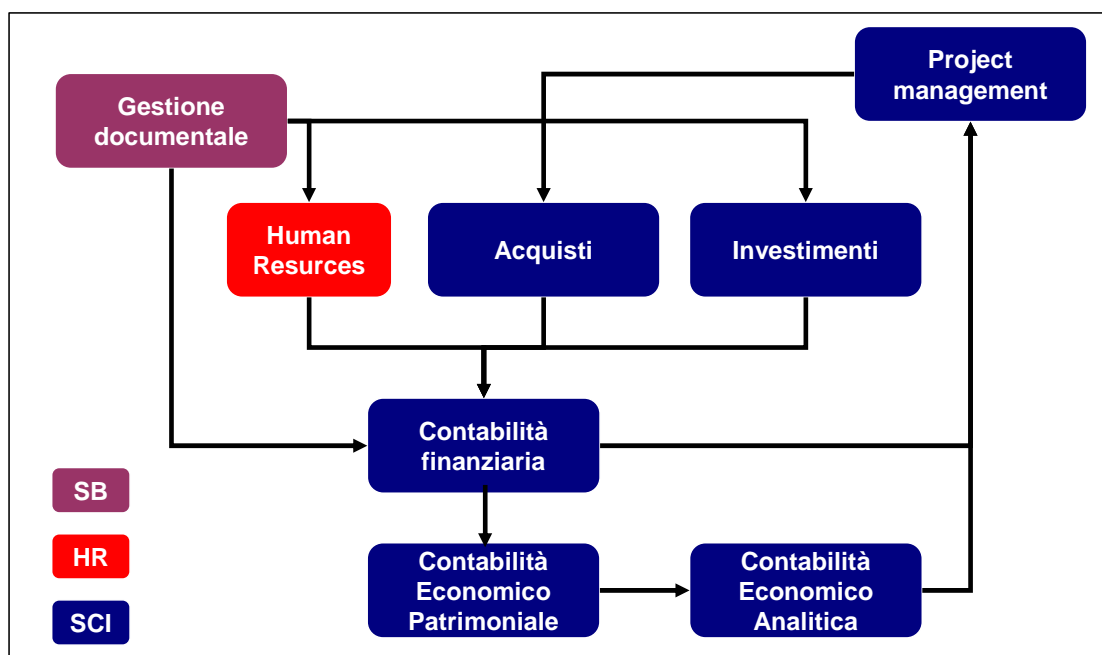 Project
management
Gestione
documentale
Human
Resurces
Acquisti
Investimenti
Contabilità
finanziaria
SB
HR
SCI
Contabilità
Economico
Patrimoniale
Contabilità
Economico
Analitica